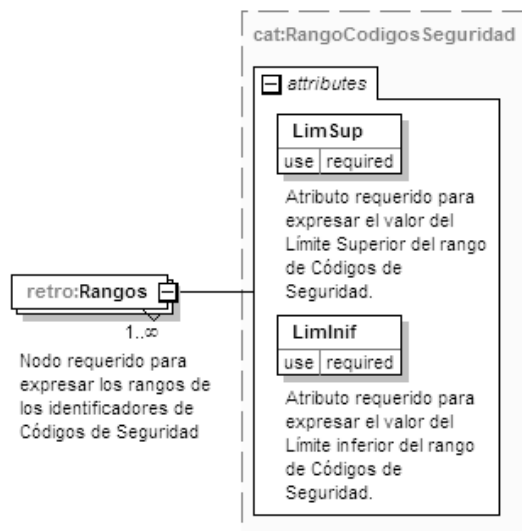 cat:RangoCodigosSeguridad
attributes
LimSup
use required
Atributo requerido para
expresar el valor del
Límite Superior del rango
de Códigos de
Seguridad.
retro:Rangos
1..∞
Nodo requerido para
expresar los rangos de
los identificadores de
Códigos de Seguridad
LimInif
use required
Atributo requerido para
expresar el valor del
Límite inferior del rango
de Códigos de
Seguridad.